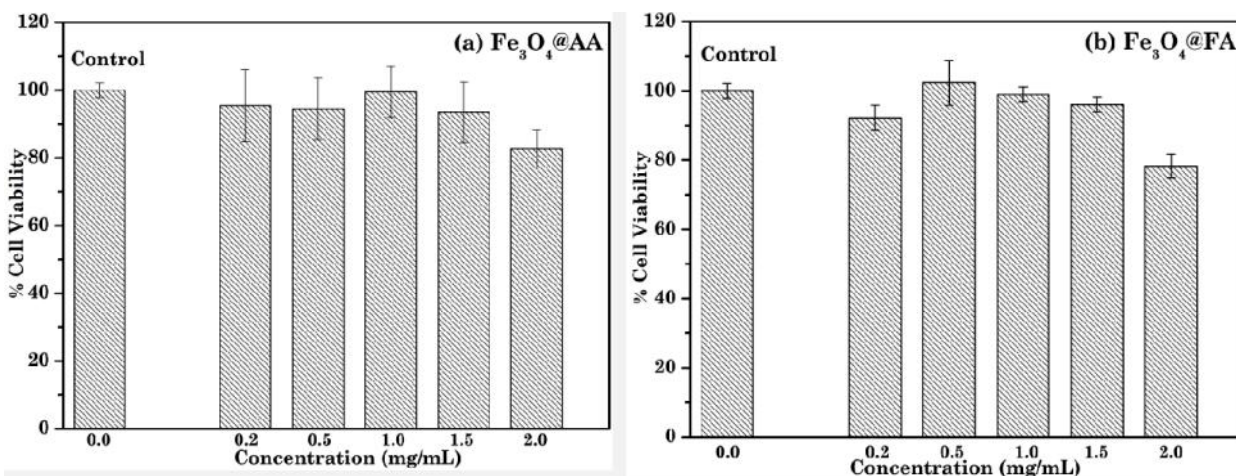 120
100
80
60
40
20
0
% Cell Viability
Control
(a) Fe₃O₄@AA
0.0 0.2 0.5 1.0 1.5 2.0
Concentration (mg/mL)
120
100
80
60
40
20
0
% Cell Viability
Control
(b) Fe₃O₄@FA
0.0 0.2 0.5 1.0 1.5 2.0
Concentration (mg/mL)